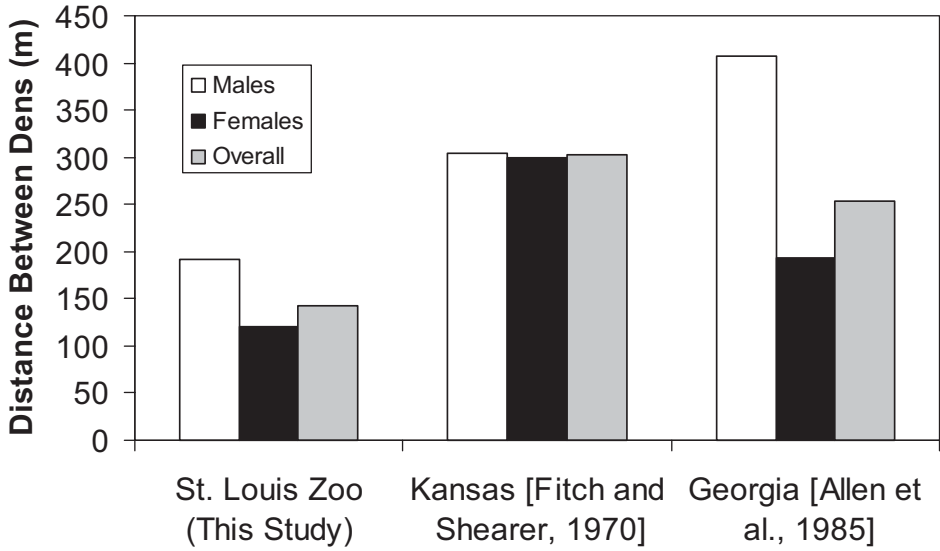 Distance Between Dens (m)
450
400
350
300
250
200
150
100
50
0
Males
Females
Overall
St. Louis Zoo
(This Study)
Kansas [Fitch and
Shearer, 1970]
Georgia [Allen et
al., 1985]